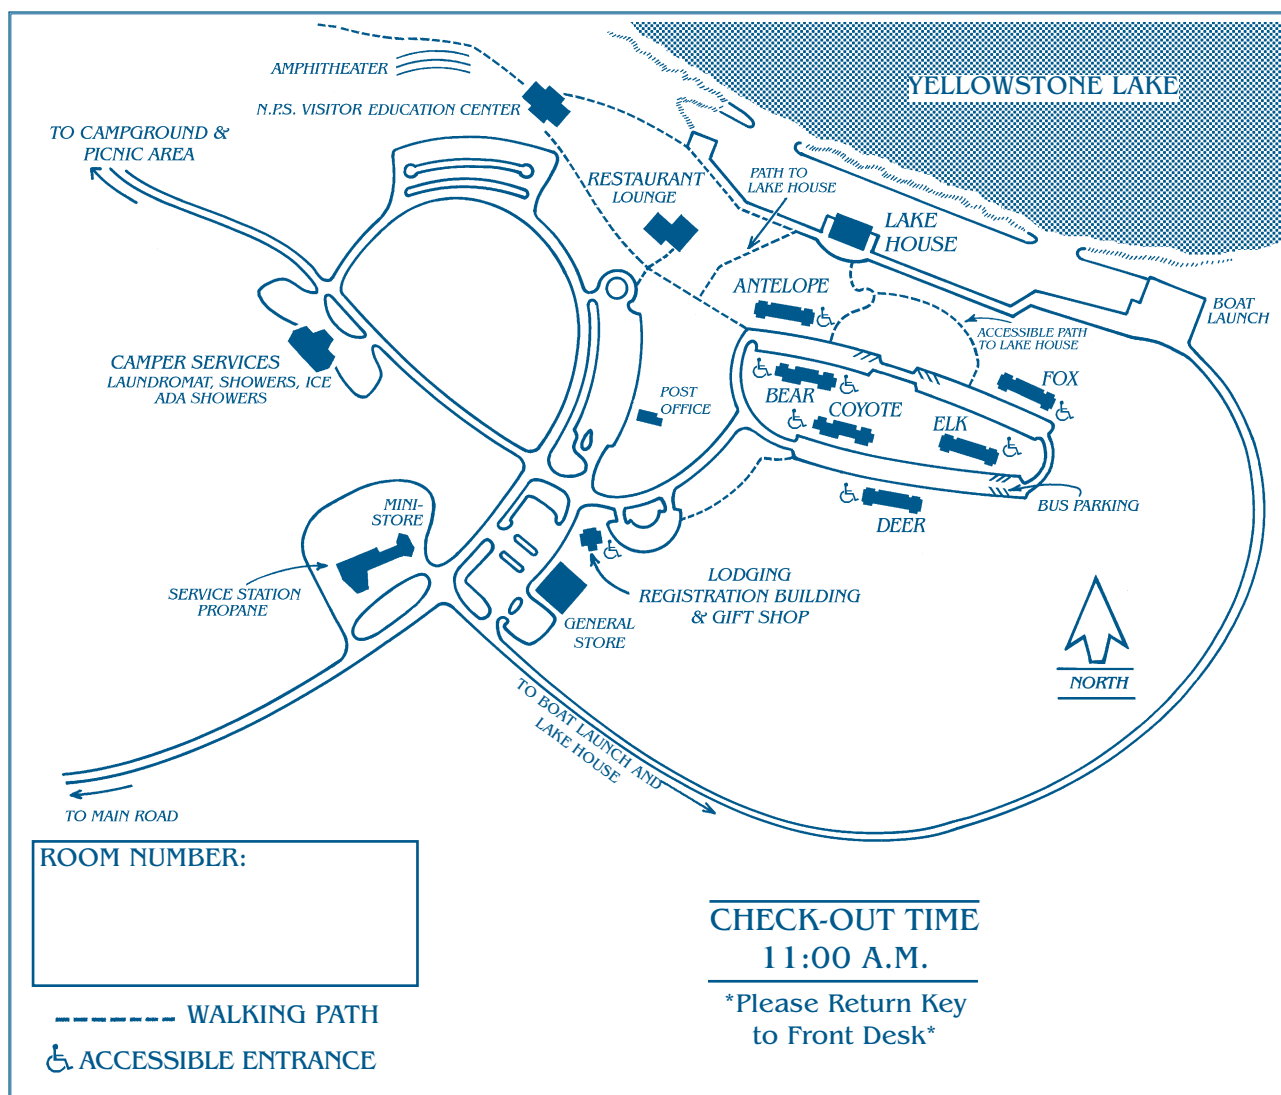 YELLOWSTONE LAKE
AMPHITHEATER
N.P.S. VISITOR EDUCATION CENTER
TO CAMPGROUND &
PICNIC AREA
RESTAURANT
LOUNGE
PATH TO
LAKE HOUSE
LAKE
HOUSE
ANTELOPE
BOAT
LAUNCH
ACCESSIBLE PATH
TO LAKE HOUSE
CAMPER SERVICES
LAUNDROMAT, SHOWERS, ICE
ADA SHOWERS
POST
OFFICE
BEAR
COYOTE
ELK
FOX
DEER
BUS PARKING
MINI-
STORE
SERVICE STATION
PROPANE
LODGING
REGISTRATION BUILDING
& GIFT SHOP
GENERAL
STORE
NORTH
TO BOAT LAUNCH AND
LAKE HOUSE
TO MAIN ROAD
ROOM NUMBER:
CHECK-OUT TIME
11:00 A.M.
*Please Return Key
to Front Desk*
WALKING PATH
ACCESSIBLE ENTRANCE